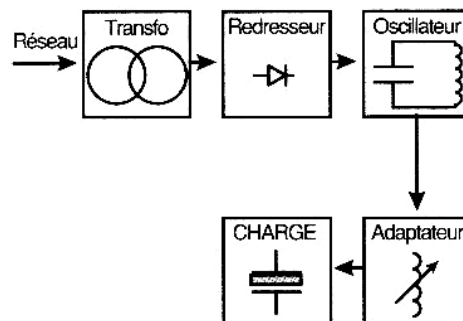 Réseau
Transfo
Redresseur
Oscillateur
CHARGE
Adaptateur